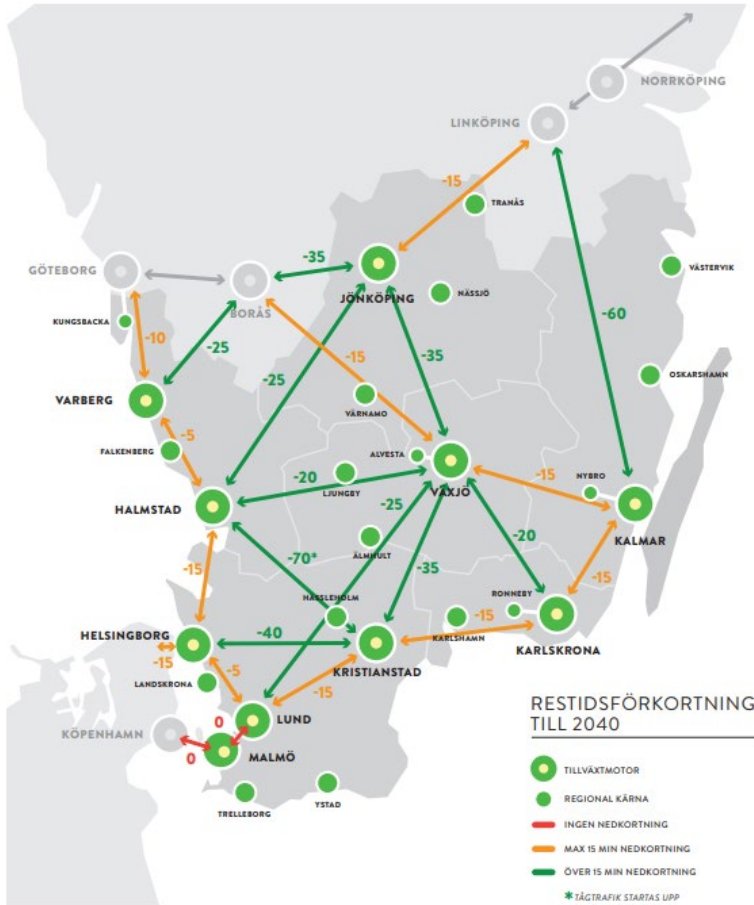 NORRKÖPING
LINKÖPING
-15
TRANÅS
-35
GÖTEBORG
JÖNKÖPING
VÄSTERVIK
NÄSSJÖ
BORÅS
KUNGSBACKA
-10
-60
-25
-15
-35
-25
OSKARSHAMN
VARBERG
VÄRNAMO
-5
FALKENBERG
ALVESTA
-20
-15
NYBRO
LJUNGBY
-25
VÄXJÖ
HALMSTAD
KALMAR
-20
ÄLMHULT
-70*
-15
-35
-15
RONNEBY
HÄSSLEHOLM
-15
KARLSHAMN
HELSINGBORG
-40
KARLSKRONA
-15
KRISTIANSTAD
-5
LANDSKRONA
-15
RESTIDSFÖRKORTNING
TILL 2040
0
LUND
KÖPENHAMN
0
MALMÖ
TILLVÄXTMOTOR
REGIONAL KÄRNA
YSTAD
TRELLEBORG
INGEN NEDKORTNING
MAX 15 MIN NEDKORTNING
ÖVER 15 MIN NEDKORTNING
*TÅGTRAFIK STARTAS UPP